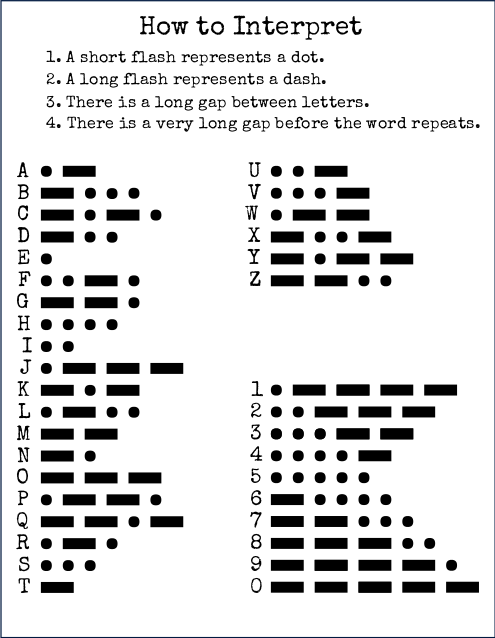 How to Interpret
1. A short flash represents a dot.
2. A long flash represents a dash.
3. There is a long gap between letters.
4. There is a very long gap before the word repeats.
A
B
C
D
E
F
G
H
I
J
K
L
M
N
O
P
Q
R
S
T
U
V
W
X
Y
Z
1
2
3
4
5
6
7
8
9
0